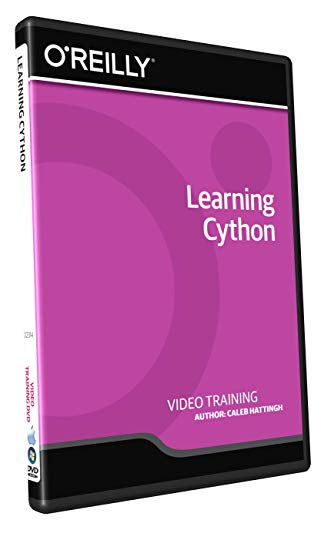 O'REILLY®
Learning
Cython
VIDEO TRAINING
AUTHOR: CALEB HATTINGH
LEARNING CYTHON
VIDEO
TRAINING DVD
DVD